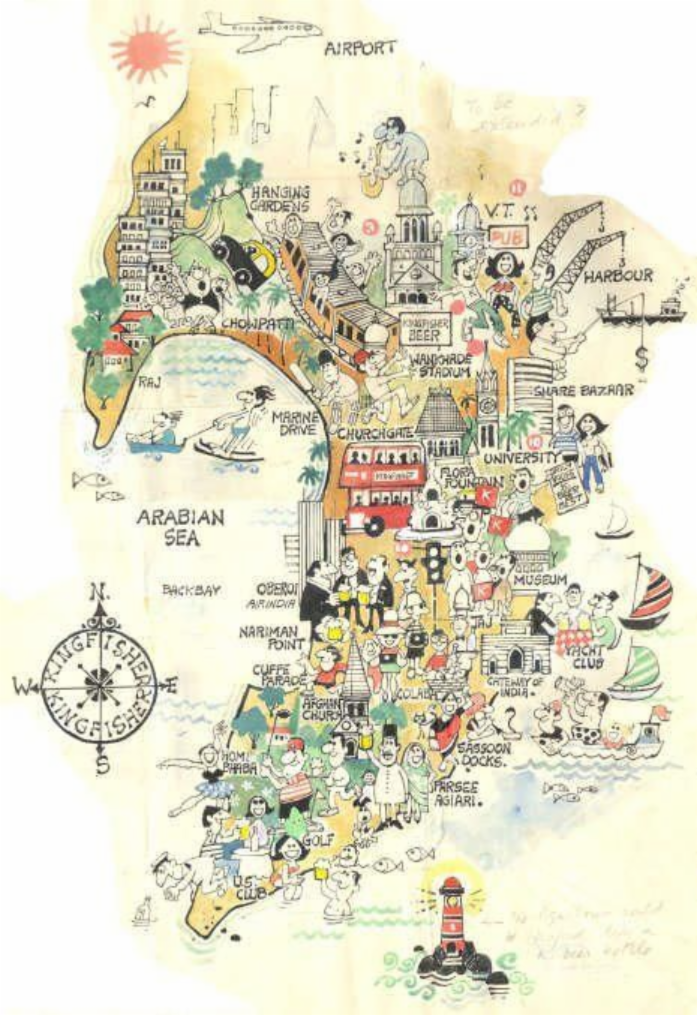 AIRPORT
To be
extended ?
HANGING
GARDENS
V.T.
PUB
HARBOUR
CHOWPATTI
KINGFISHER
BEER
WANKHADE
STADIUM
$
RAJ
SHARE BAZAAR
MARINE
DRIVE
CHURCHGATE
10
UNIVERSITY
FLORA
FOUNTAIN
K
K
ARABIAN
SEA
MUSEUM
BACKBAY
OBEROI
AIRINDIA
K
N.
W
E
S
KINGFISHER
KINGFISHER
NARIMAN
POINT
TAJ
YACHT
CLUB
CUFFE
PARADE
GATEWAY OF
INDIA.
COLABA
AFGHAN
CHURCH
SASSOON
DOCKS.
HOMI
BHABA
PARSEE
AGIARI.
GOLF
U.S.
CLUB